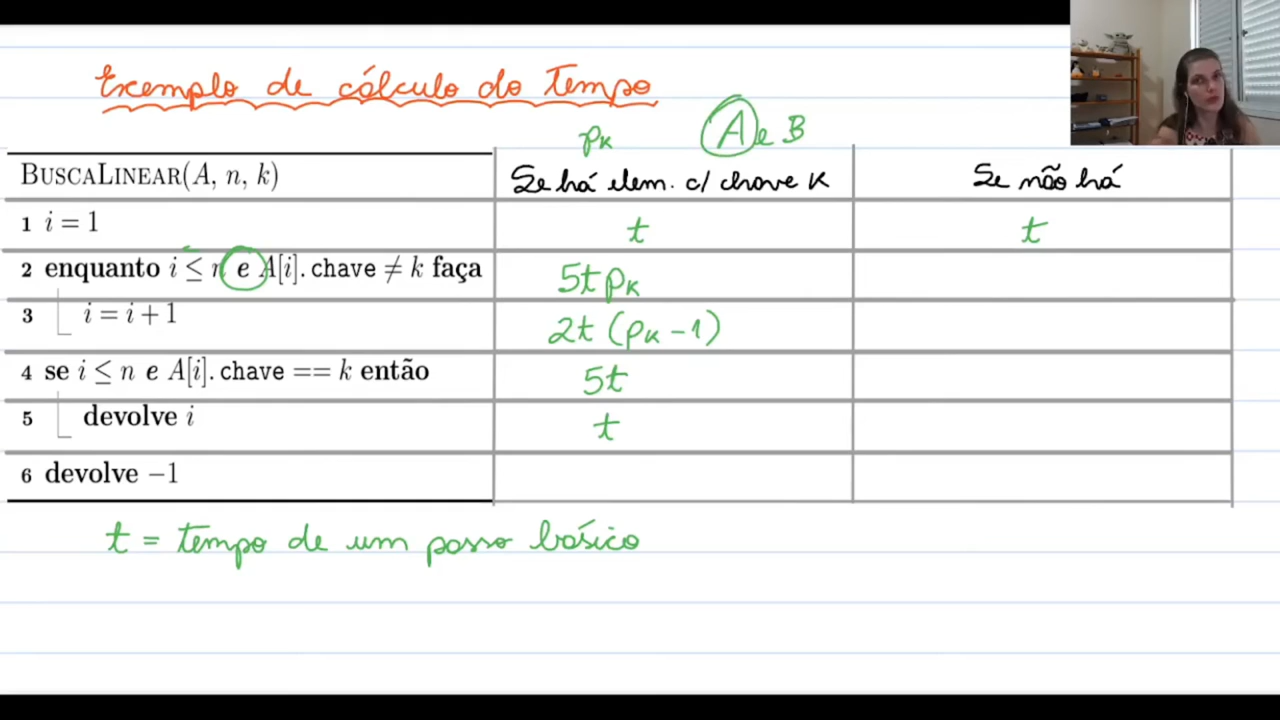 Exemplo de cálculo do Tempo
pk A e B
BUSCALINEAR(A, n, k) Se há elem. c/ chave K Se não há
1 i = 1 t t
2 enquanto i ≤ n e A[i]. chave ≠ k faça 5t pk
3 i = i + 1 2t (pk - 1)
4 se i ≤ n e A[i]. chave == k então 5t
5 devolve i t
6 devolve −1
t = tempo de um passo básico